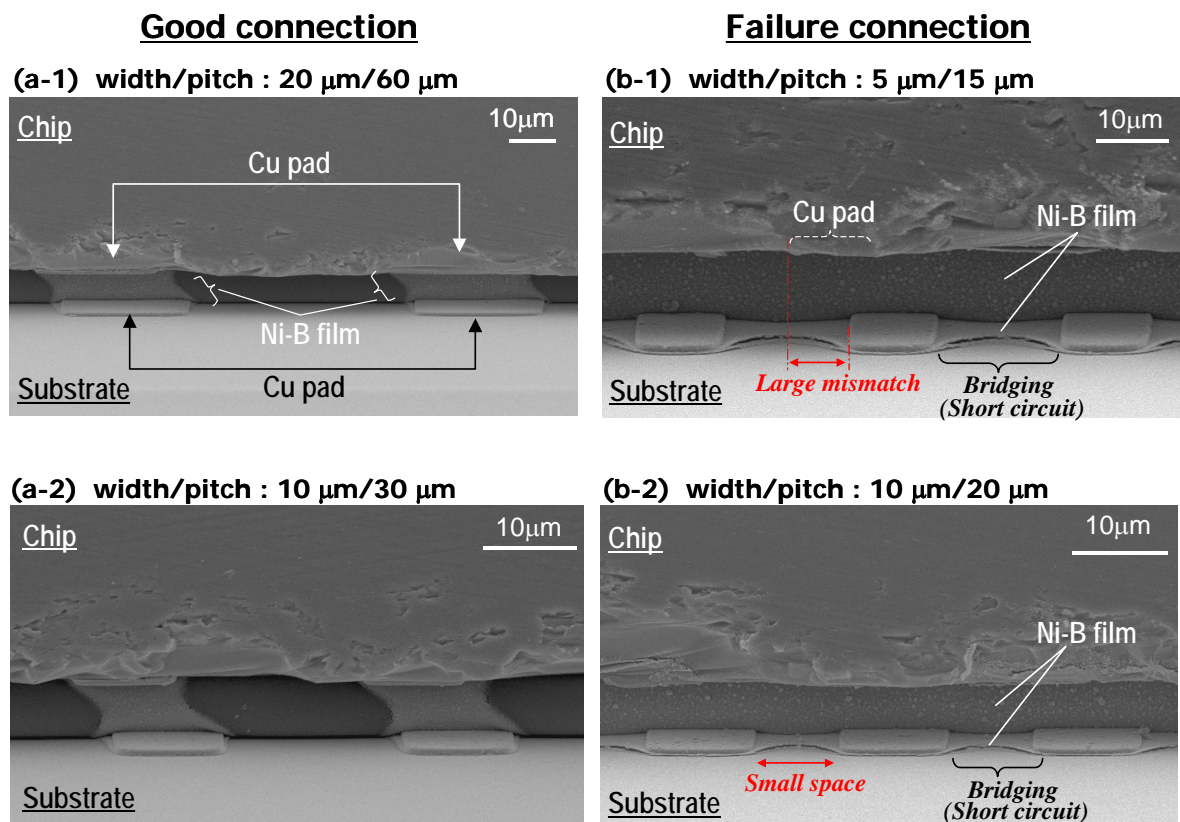 Good connection
Failure connection
(a-1) width/pitch : 20 μm/60 μm
Chip
10μm
Cu pad
Ni-B film
Cu pad
Substrate
(b-1) width/pitch : 5 μm/15 μm
Chip
10μm
Cu pad
Ni-B film
Large mismatch
Bridging
(Short circuit)
Substrate
(a-2) width/pitch : 10 μm/30 μm
Chip
10μm
Substrate
(b-2) width/pitch : 10 μm/20 μm
Chip
10μm
Ni-B film
Small space
Bridging
(Short circuit)
Substrate